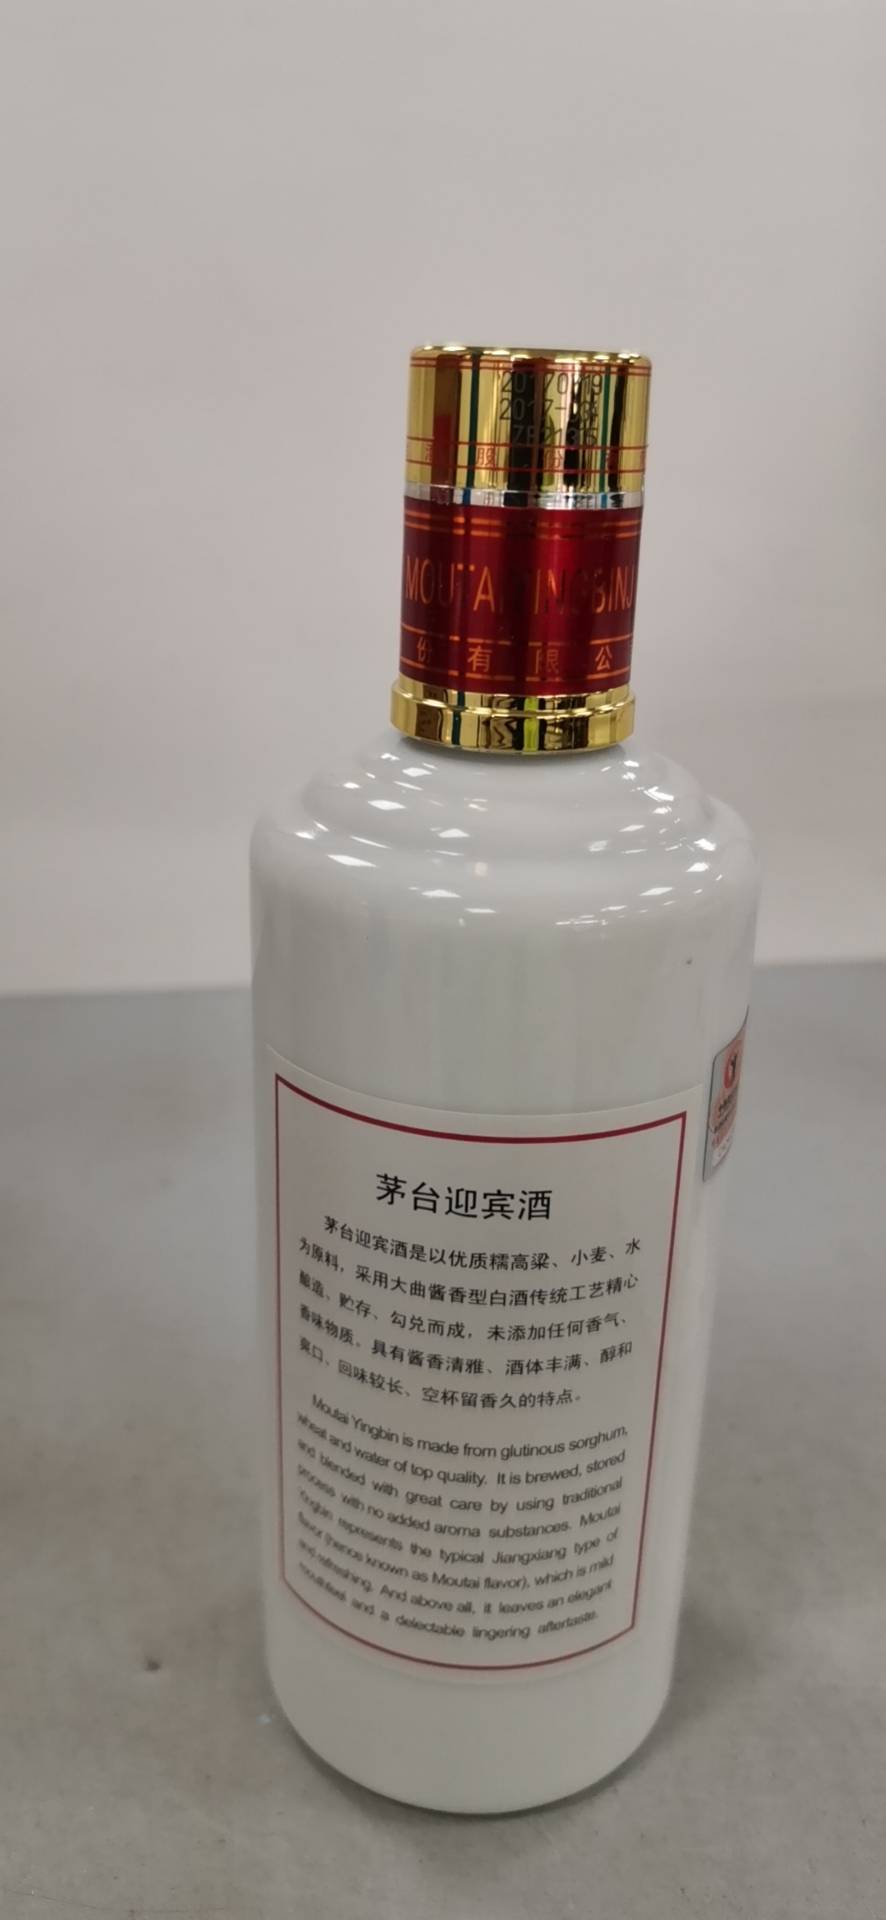 2017-03
股 份
MOUTAI YINGBINJ
份 有 限 公
茅台迎宾酒
茅台迎宾酒是以优质糯高粱、小麦、水
为原料，采用大曲酱香型白酒传统工艺精心
酿造、贮存、勾兑而成，未添加任何香气、
香味物质。具有酱香清雅、酒体丰满、醇和
爽口、回味较长、空杯留香久的特点。
Moutai Yingbin is made from glutinous sorghum,
wheat and water of top quality. It is brewed, stored
and blended with great care by using traditional
process with no added aroma substances. Moutai
Yingbin represents the typical Jiangxiang type of
flavor (hence known as Moutai flavor), which is mild
and refreshing. And above all, it leaves an elegant
mouthfeel and a delectable lingering aftertaste.